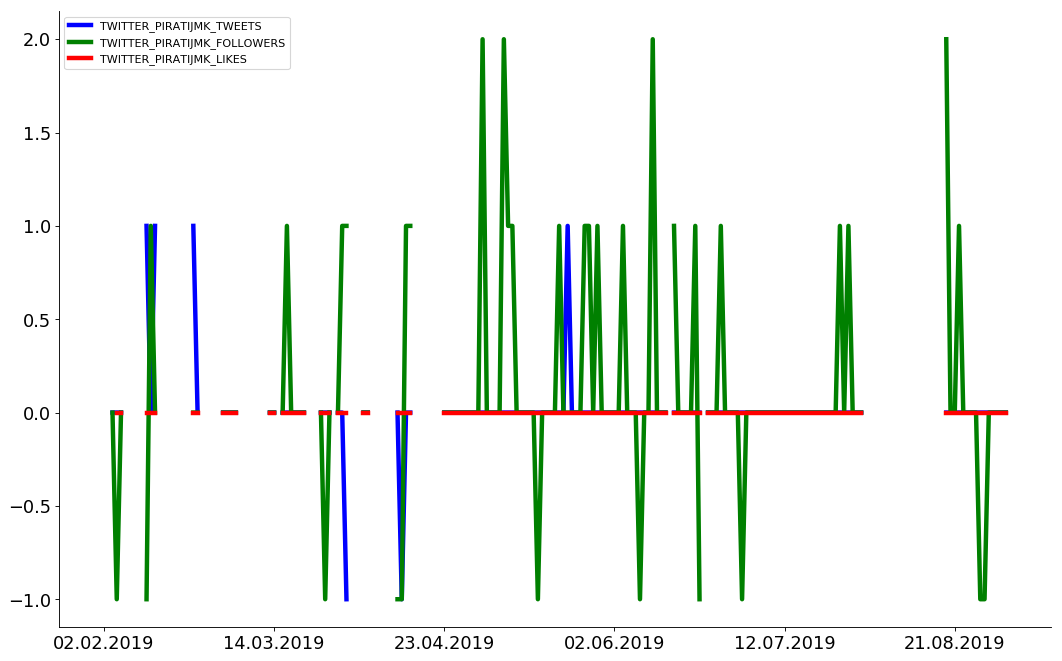 TWITTER_PIRATIJMK_TWEETS
TWITTER_PIRATIJMK_FOLLOWERS
TWITTER_PIRATIJMK_LIKES
2.0
1.5
1.0
0.5
0.0
−0.5
−1.0
02.02.2019 14.03.2019 23.04.2019 02.06.2019 12.07.2019 21.08.2019